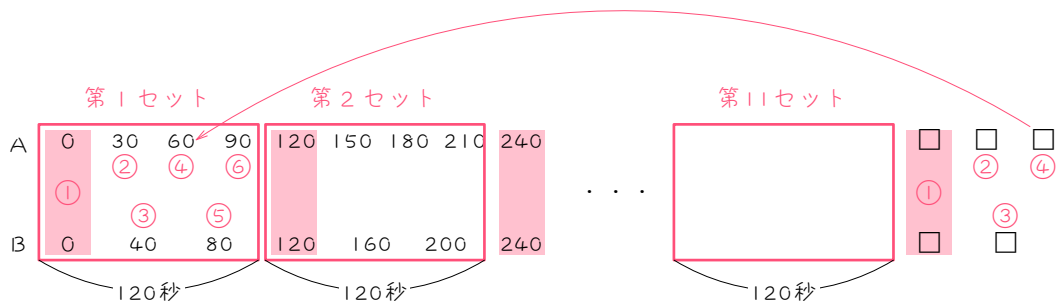 第1セット 第2セット 第11セット
A 0 30 60 90 120 150 180 210 240 □ □ □
② ④ ⑥ ② ④
① ・・・ ①
③ ⑤ ③
B 0 40 80 120 160 200 240 □ □
120秒 120秒 120秒